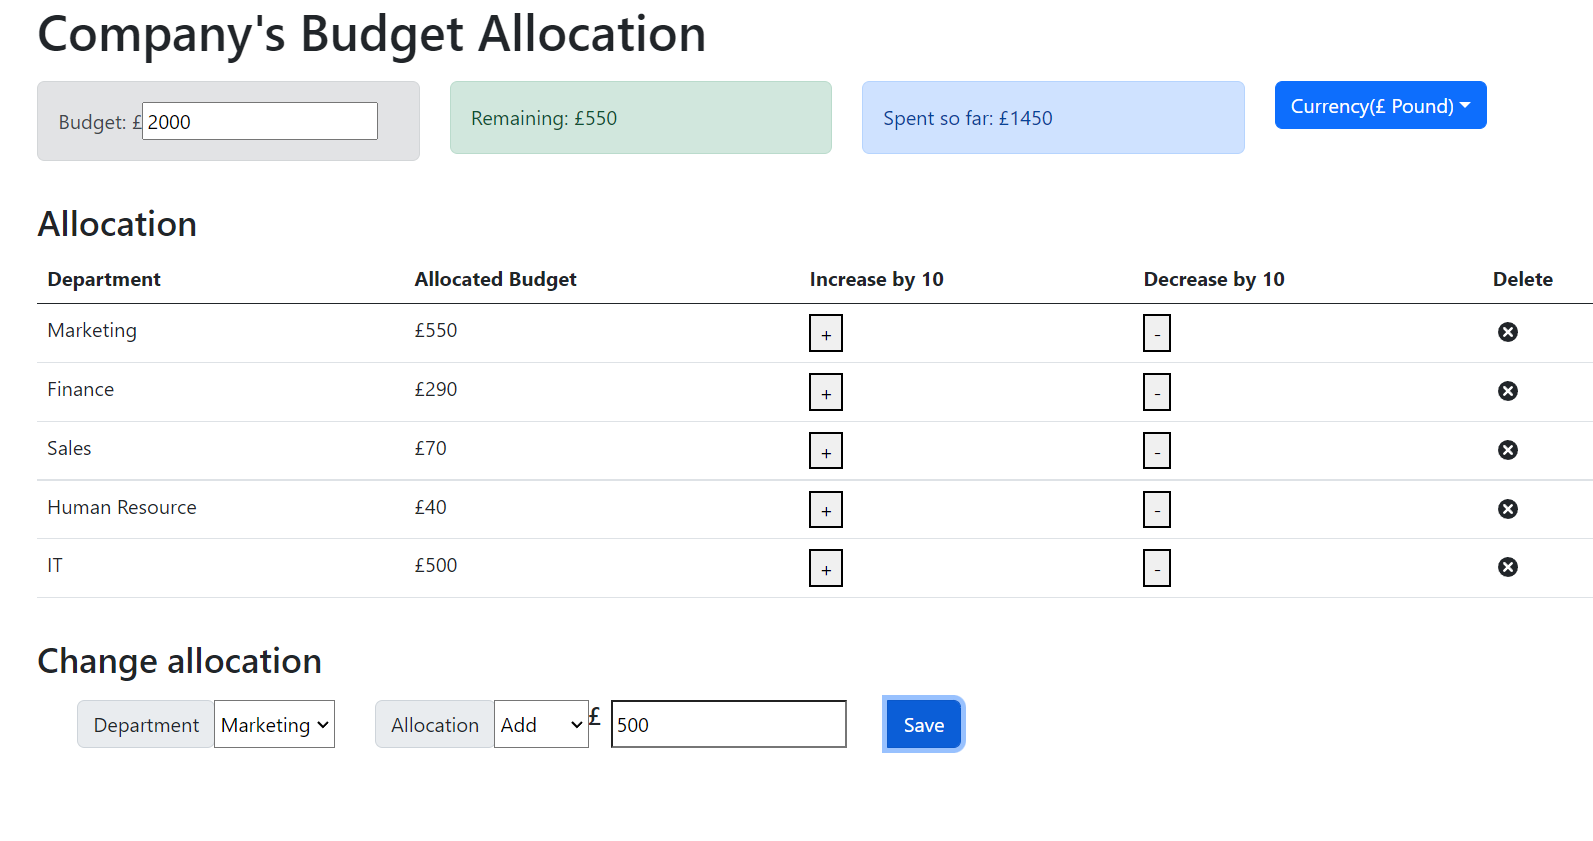 Company's Budget Allocation
Budget: £ 2000 Remaining: £550 Spent so far: £1450 Currency(£ Pound)
Allocation
Department Allocated Budget Increase by 10 Decrease by 10 Delete
Marketing £550 + -
Finance £290 + -
Sales £70 + -
Human Resource £40 + -
IT £500 + -
Change allocation
Department Marketing Allocation Add £ 500 Save